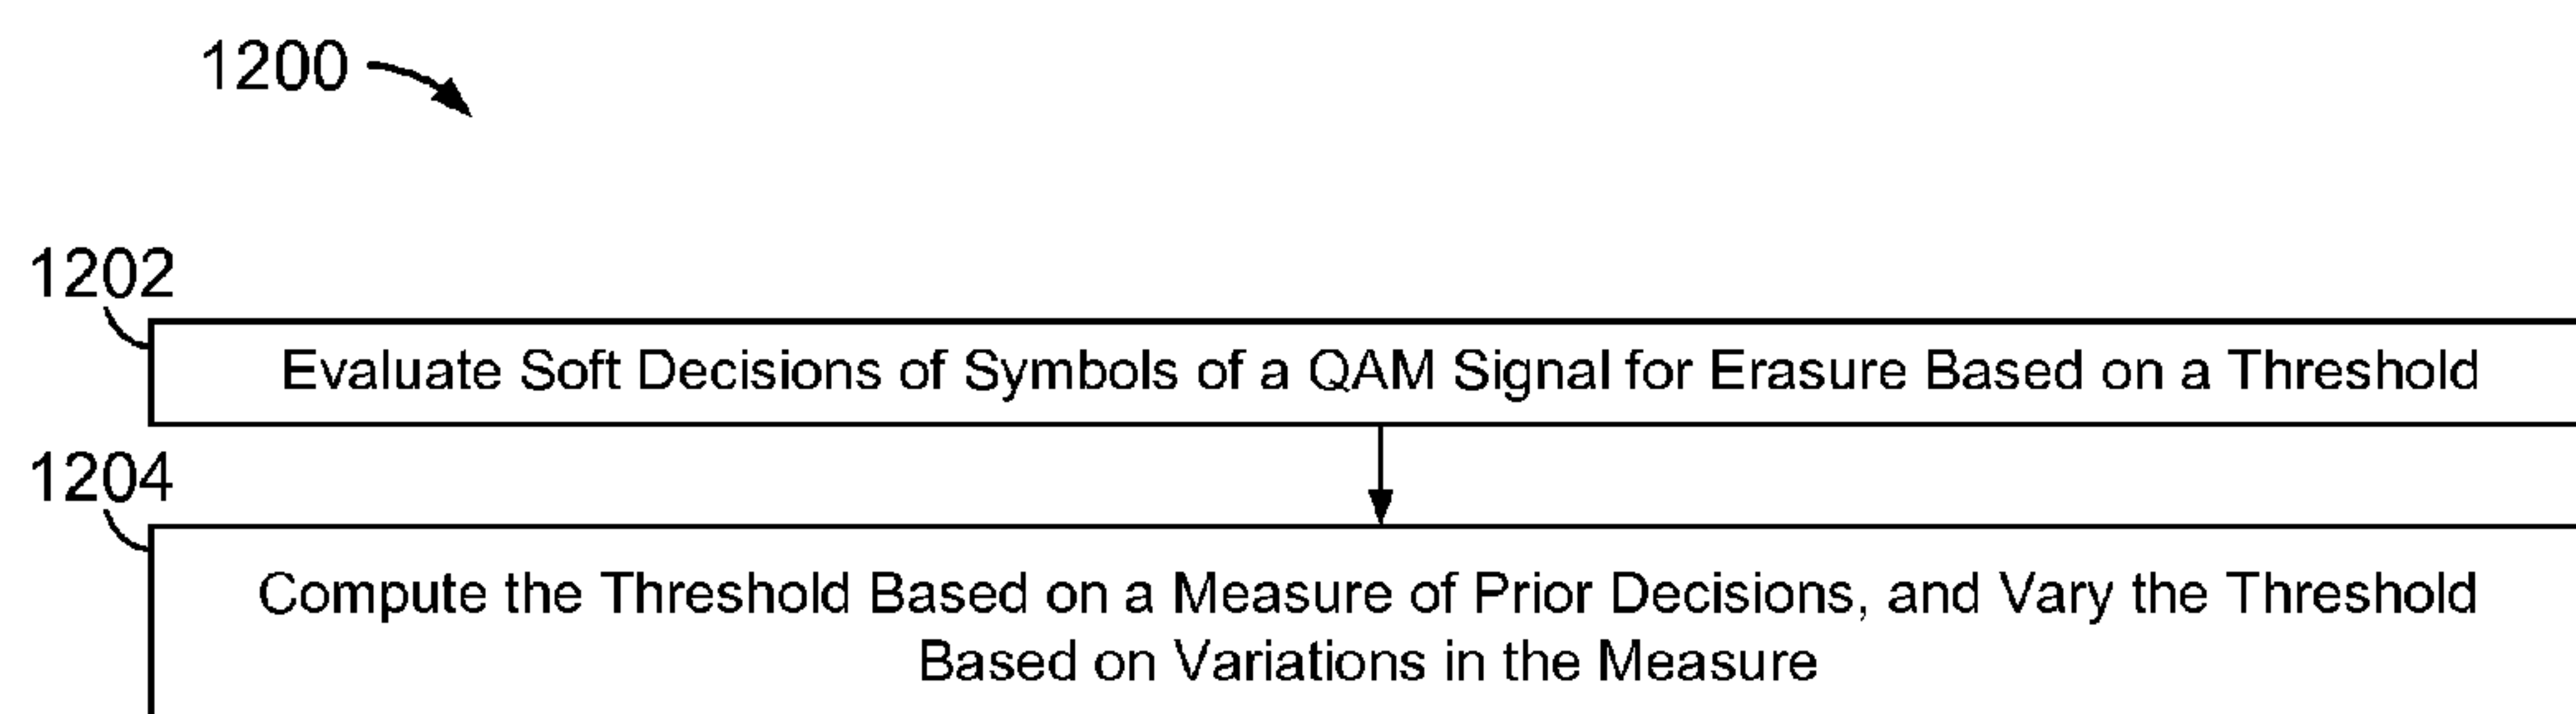 1200
1202
Evaluate Soft Decisions of Symbols of a QAM Signal for Erasure Based on a Threshold
1204
Compute the Threshold Based on a Measure of Prior Decisions, and Vary the Threshold
Based on Variations in the Measure